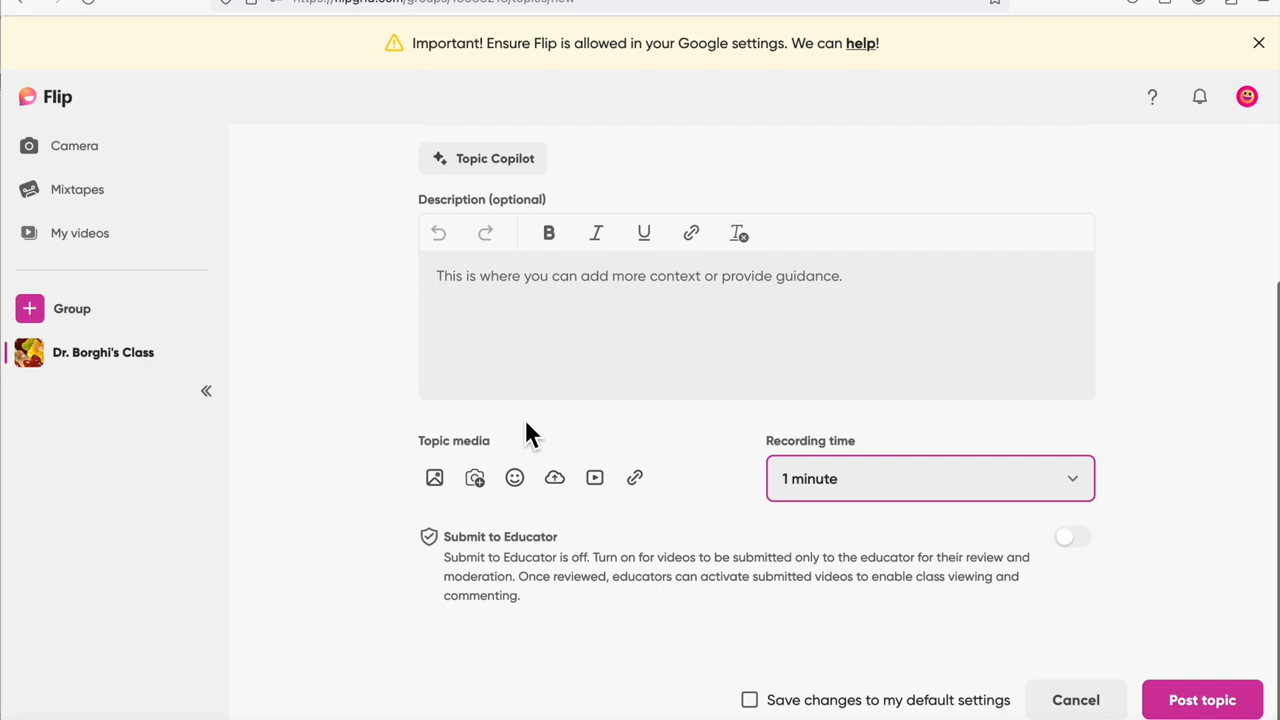 Important! Ensure Flip is allowed in your Google settings. We can help!
Flip
Camera
Mixtapes
My videos
Group
Dr. Borghi's Class
Topic Copilot
Description (optional)
B I U
This is where you can add more context or provide guidance.
Topic media
Recording time
1 minute
Submit to Educator
Submit to Educator is off. Turn on for videos to be submitted only to the educator for their review and
moderation. Once reviewed, educators can activate submitted videos to enable class viewing and
commenting.
Save changes to my default settings
Cancel
Post topic